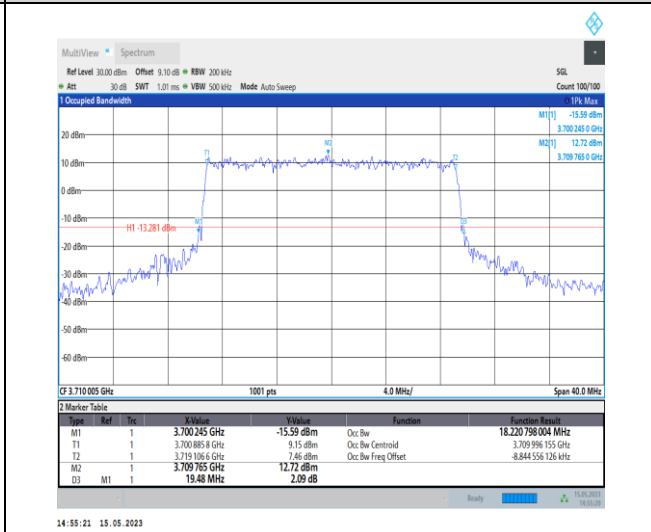 MultiView Spectrum
Ref Level 30.00 dBm Offset 9.10 dB RBW 200 kHz SGL
Att 30 dB SWT 1.01 ms VBW 500 kHz Mode Auto Sweep Count 100/100
1 Occupied Bandwidth 1Pk Max
M1[1] -15.59 dBm
3.700 245 0 GHz
M2[1] 12.72 dBm
3.709 765 0 GHz
20 dBm
M2
T1
T2
10 dBm
0 dBm
-10 dBm
M1
D3
H1 -13.281 dBm
-20 dBm
-30 dBm
-40 dBm
-50 dBm
-60 dBm
CF 3.710 005 GHz 1001 pts 4.0 MHz/ Span 40.0 MHz
2 Marker Table
Type Ref Trc X-Value Y-Value Function Function Result
M1 1 3.700 245 GHz -15.59 dBm Occ Bw 18.220 798 004 MHz
T1 1 3.700 885 8 GHz 9.15 dBm Occ Bw Centroid 3.709 996 155 GHz
T2 1 3.719 106 6 GHz 7.46 dBm Occ Bw Freq Offset -8.844 556 126 kHz
M2 1 3.709 765 GHz 12.72 dBm
D3 M1 1 19.48 MHz 2.09 dB
Ready 15.05.2023
14:55:20
14:55:21 15.05.2023